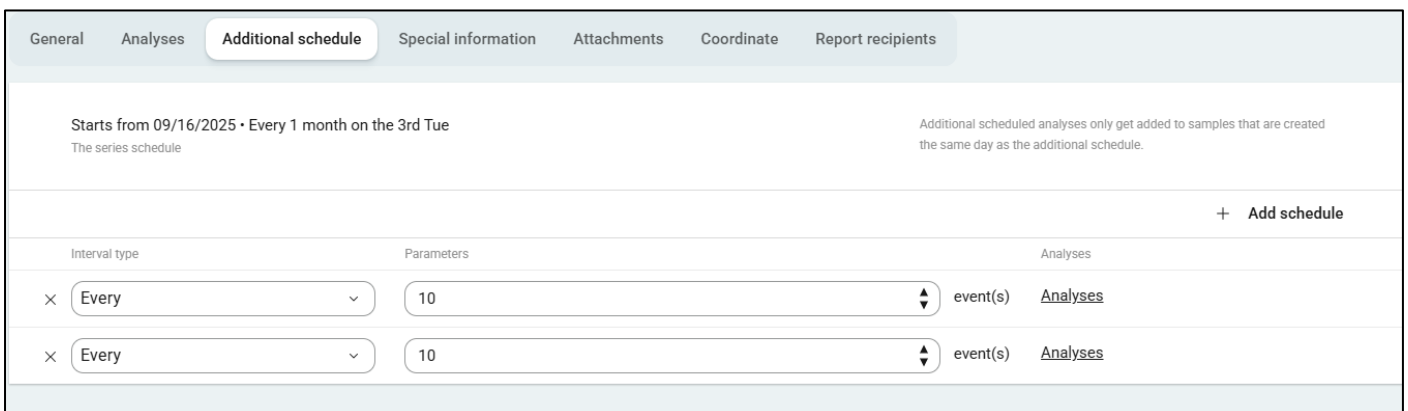 General Analyses Additional schedule Special information Attachments Coordinate Report recipients
Starts from 09/16/2025 • Every 1 month on the 3rd Tue
The series schedule
Additional scheduled analyses only get added to samples that are created
the same day as the additional schedule.
+ Add schedule
Interval type Parameters Analyses
× Every 10 event(s) Analyses
× Every 10 event(s) Analyses